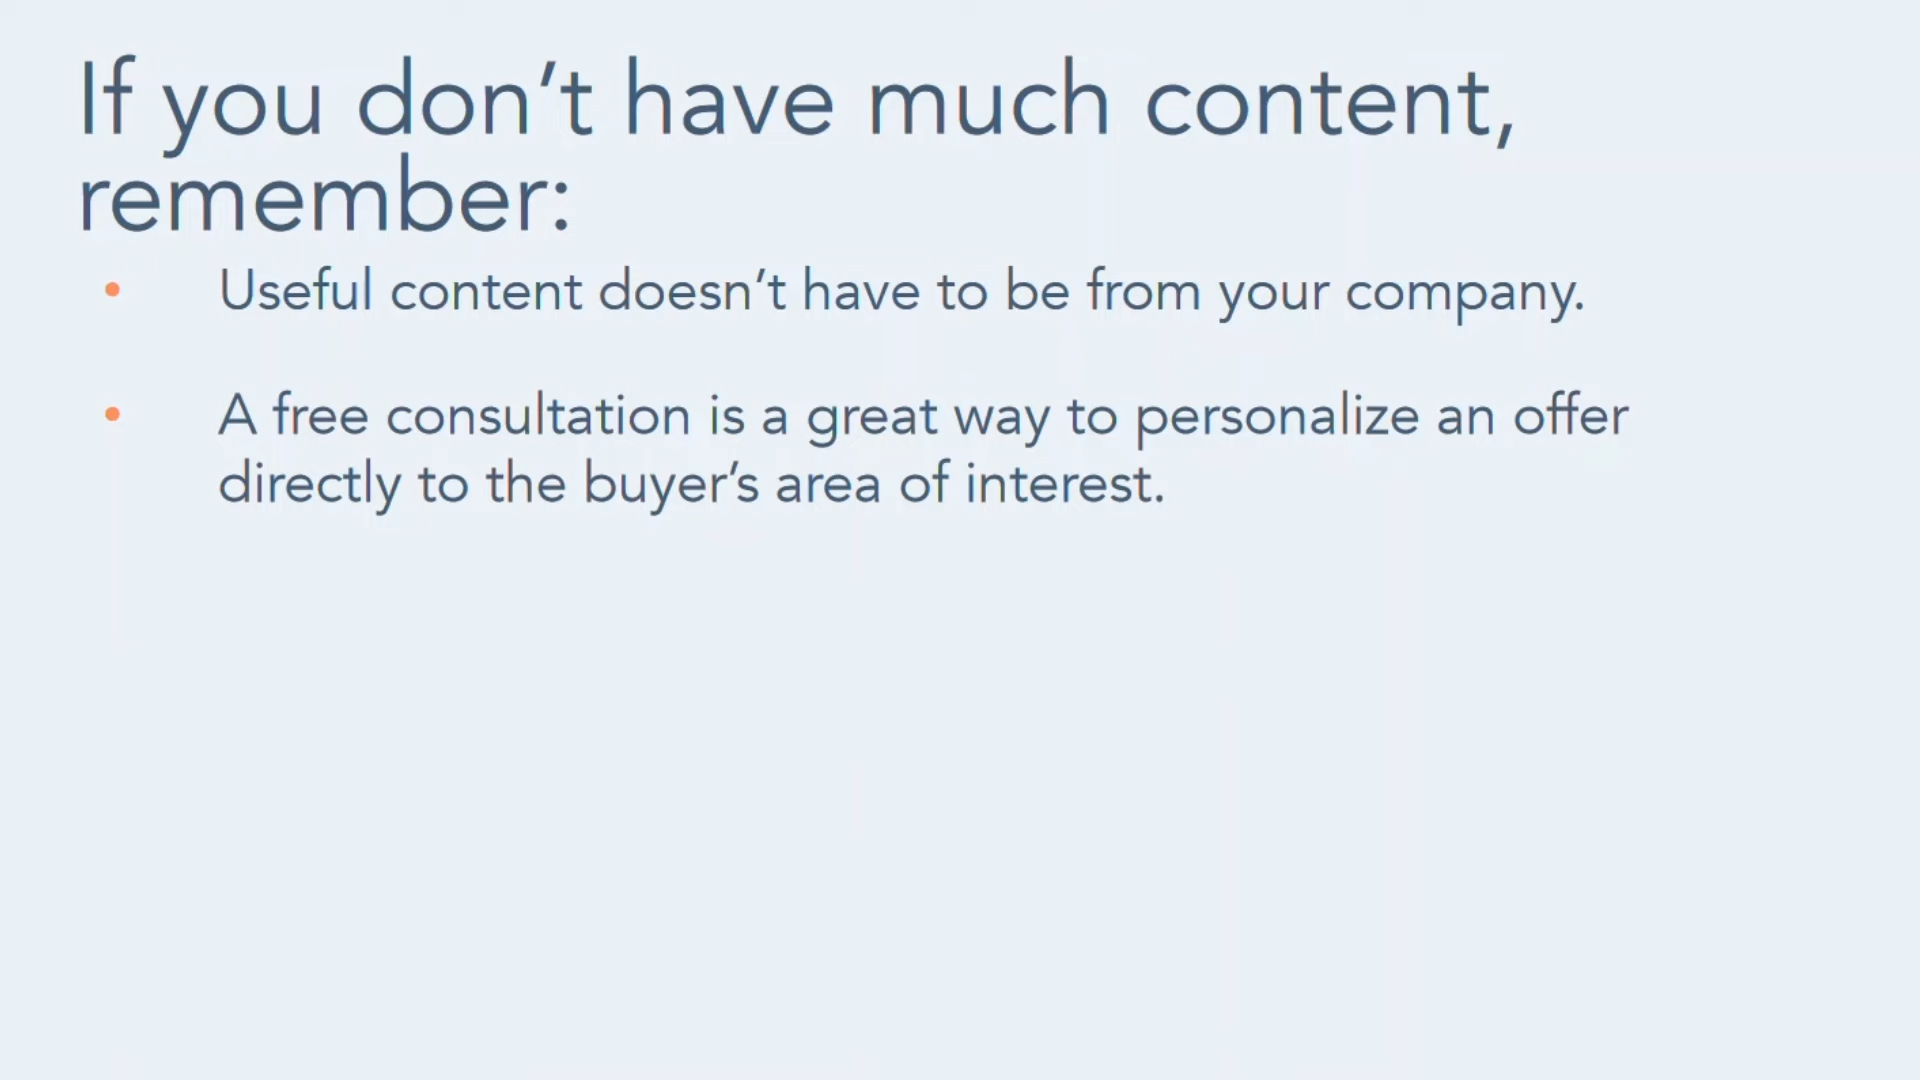 If you don’t have much content,
remember:
• Useful content doesn’t have to be from your company.
• A free consultation is a great way to personalize an offer
directly to the buyer’s area of interest.